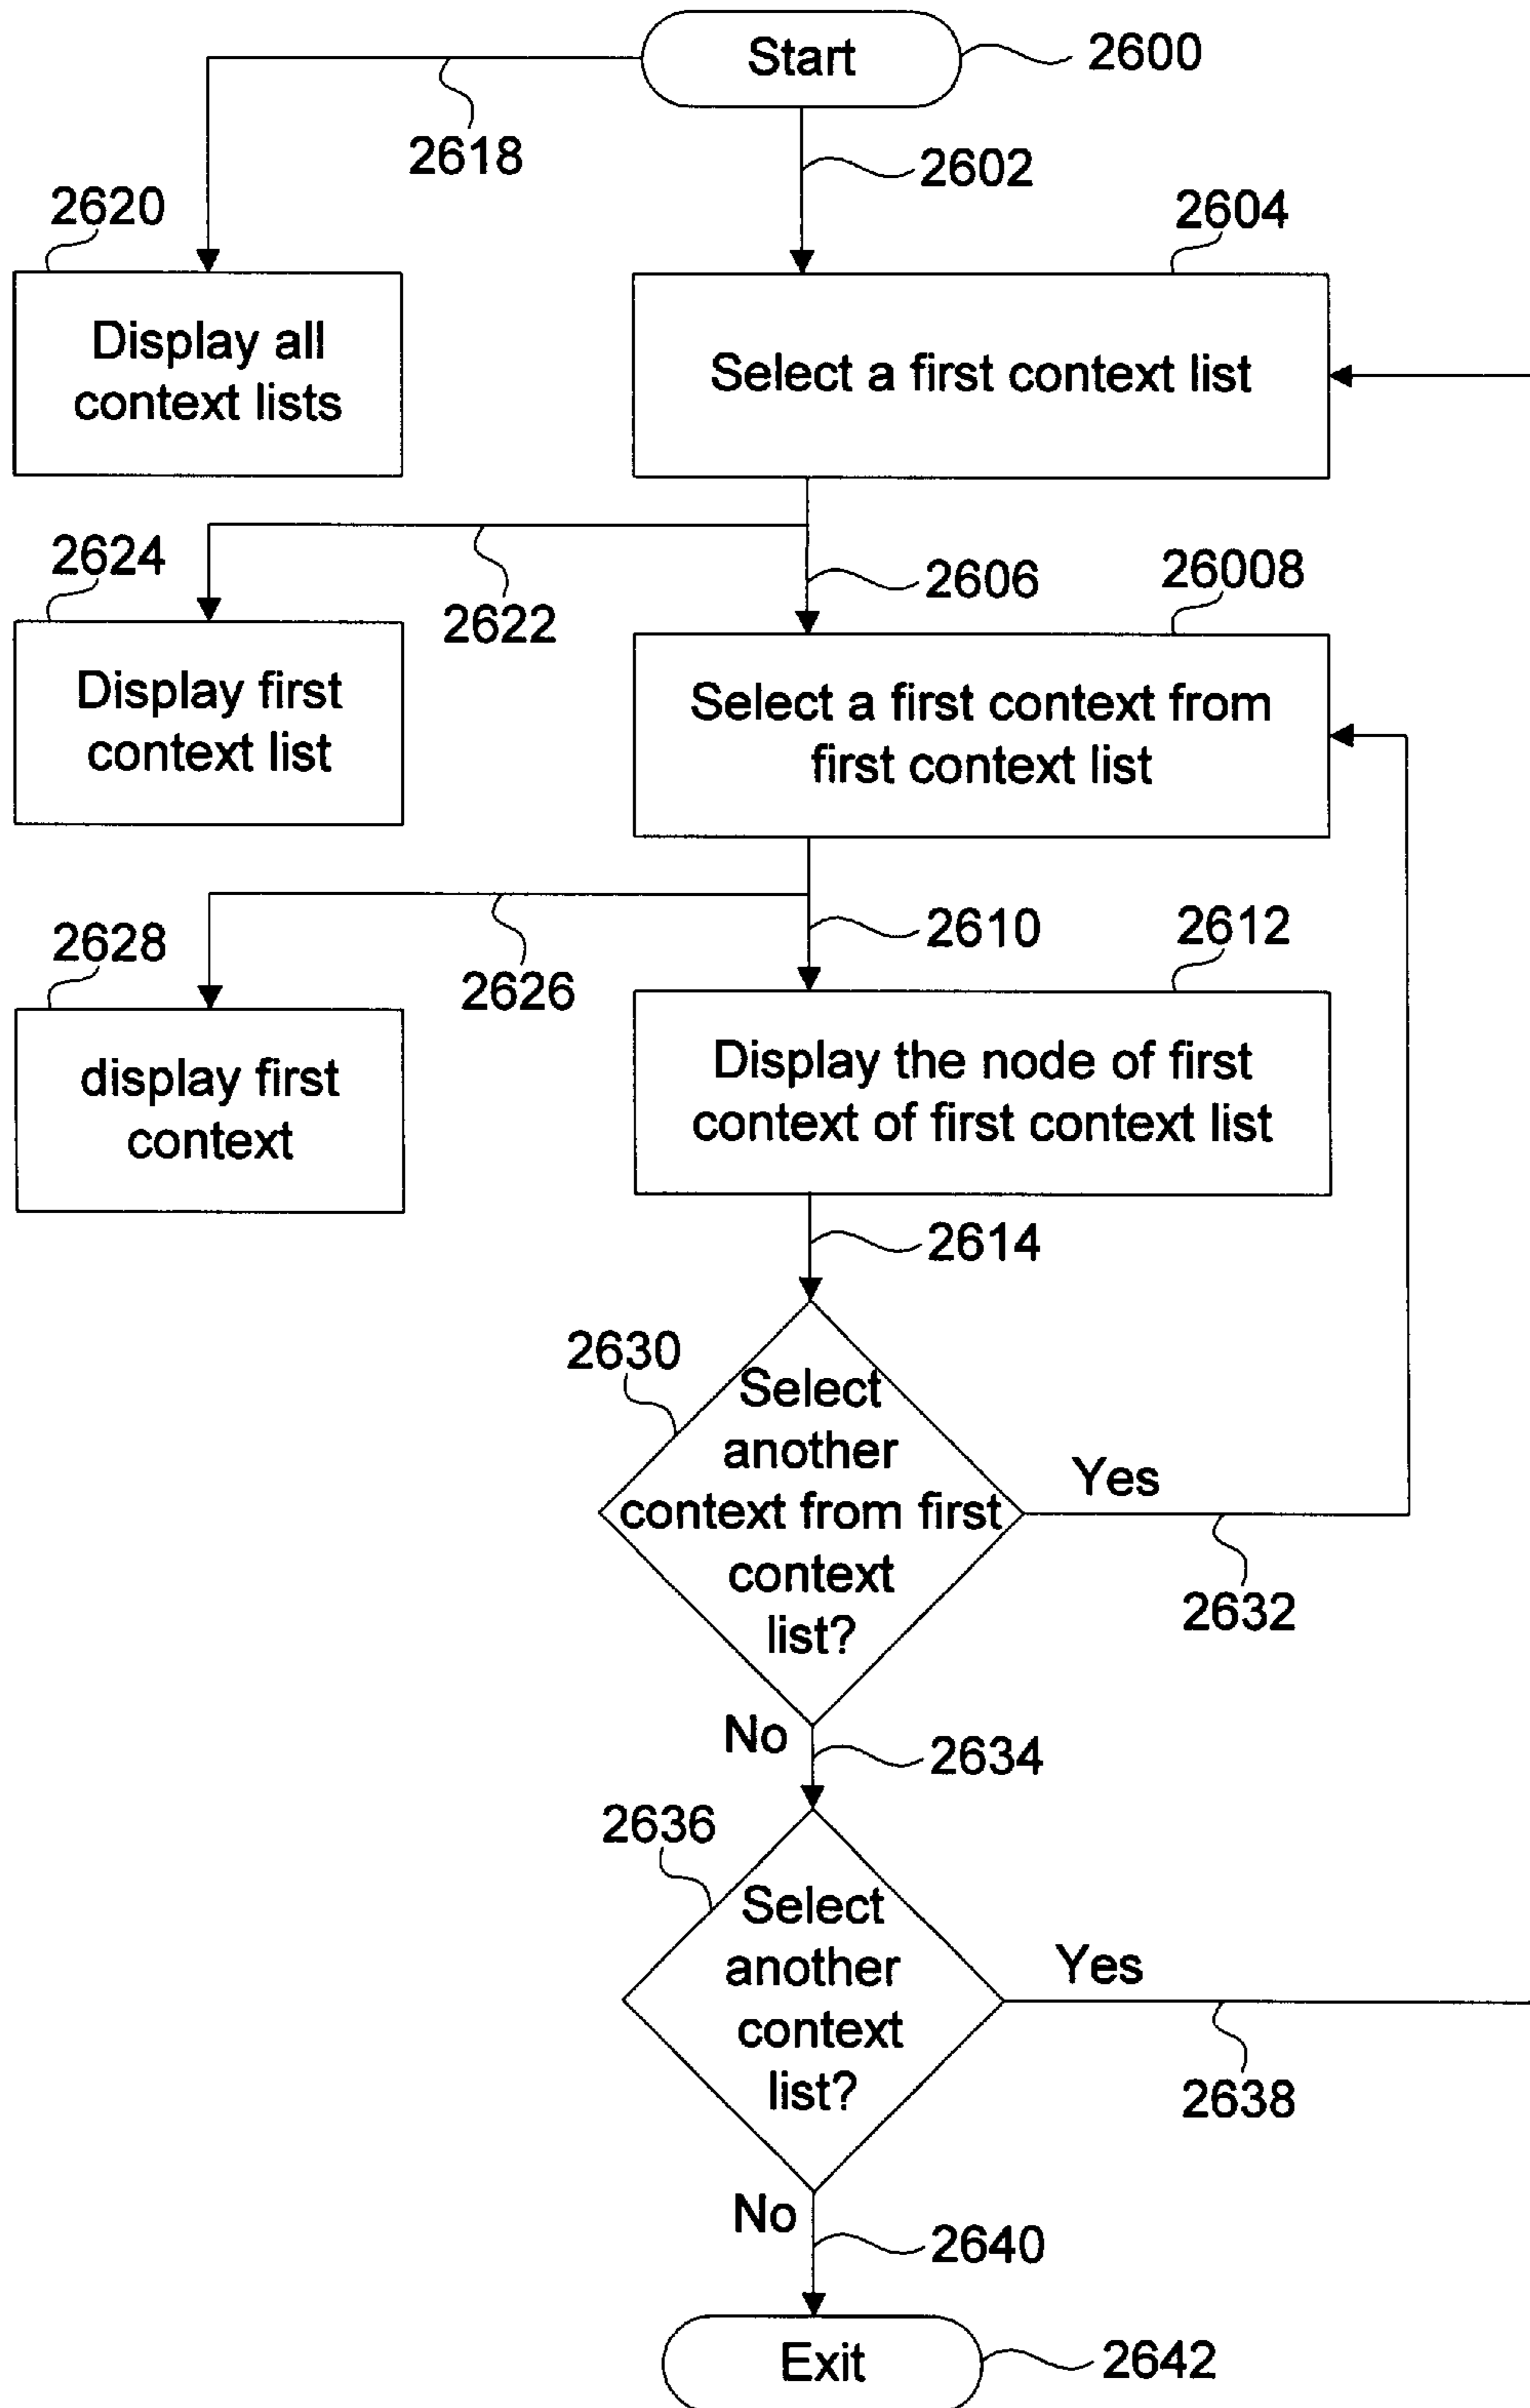 Start
2600
2618
2602
2620
2604
Display all
context lists
Select a first context list
2624
2622
2606
26008
Display first
context list
Select a first context from
first context list
2628
2626
2610
2612
display first
context
Display the node of first
context of first context list
2614
2630
Select
another
context from first
context
list?
Yes
2632
No
2634
2636
Select
another
context
list?
Yes
2638
No
2640
Exit
2642